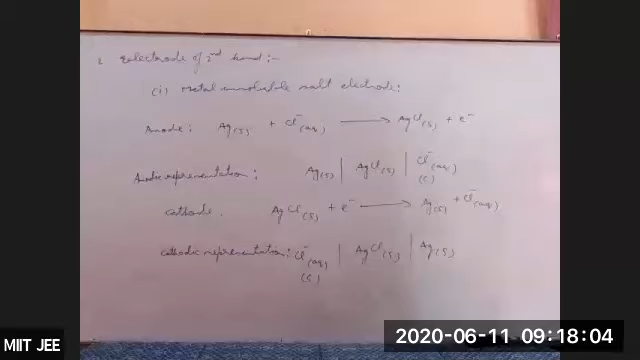 2. Electrode of 2nd kind :-
(i) Metal insoluble salt electrode:
Anode: Ag(s) + Cl⁻(aq) ⟶ AgCl(s) + e⁻
Anodic representation: Ag(s) | AgCl(s) | Cl⁻(aq)
(C)
Cathode. AgCl(s) + e⁻ ⟶ Ag(s) + Cl⁻(aq)
Cathodic representation: Cl⁻(aq) | AgCl(s) | Ag(s)
(C)
MIIT JEE
2020-06-11 09:18:04